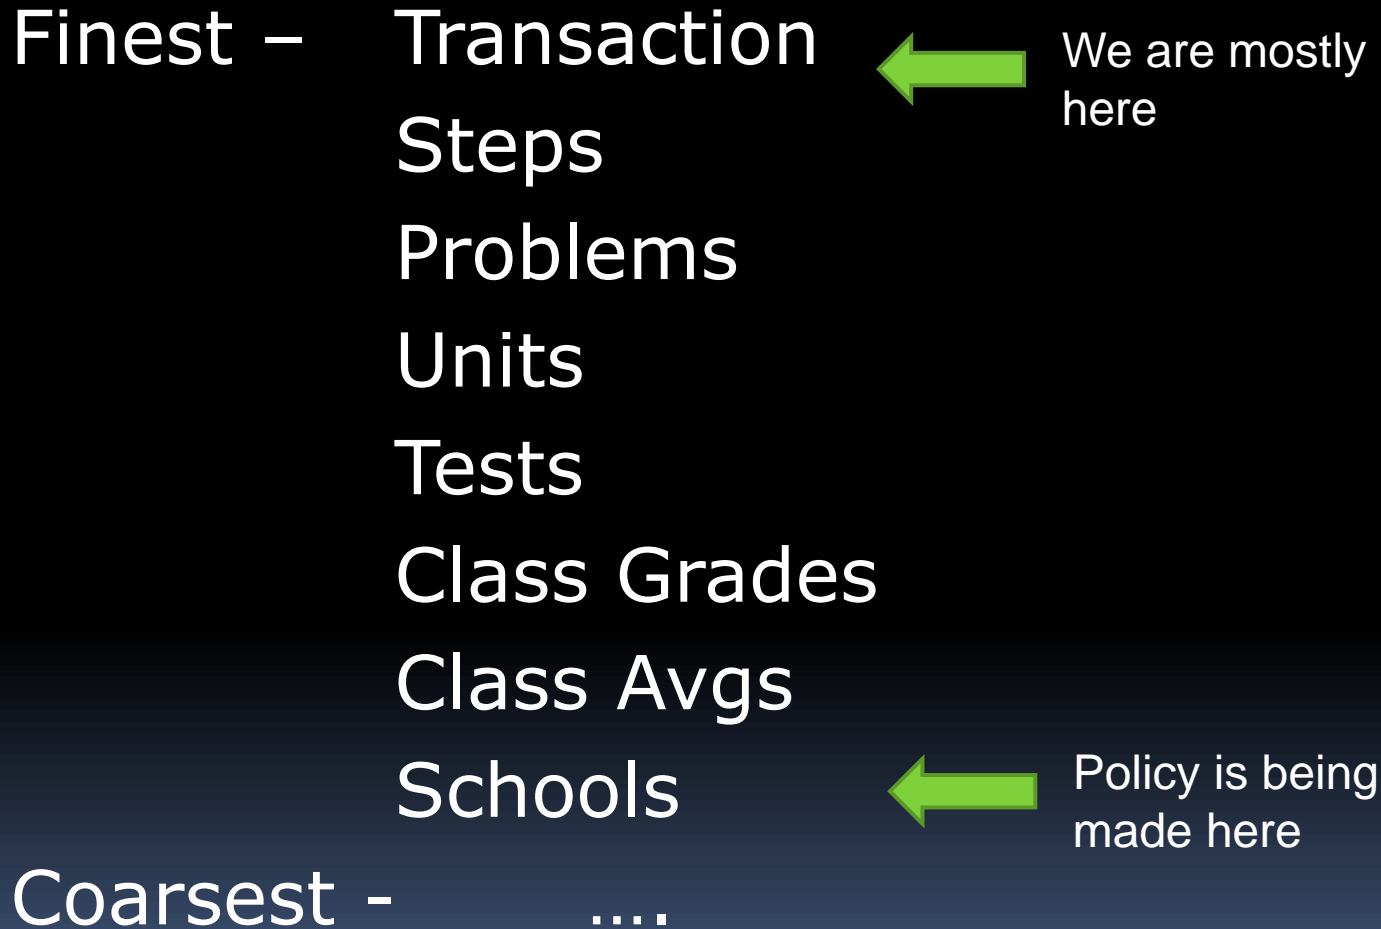 Finest – Transaction
We are mostly
here
Steps
Problems
Units
Tests
Class Grades
Class Avgs
Schools
Policy is being
made here
Coarsest - ....